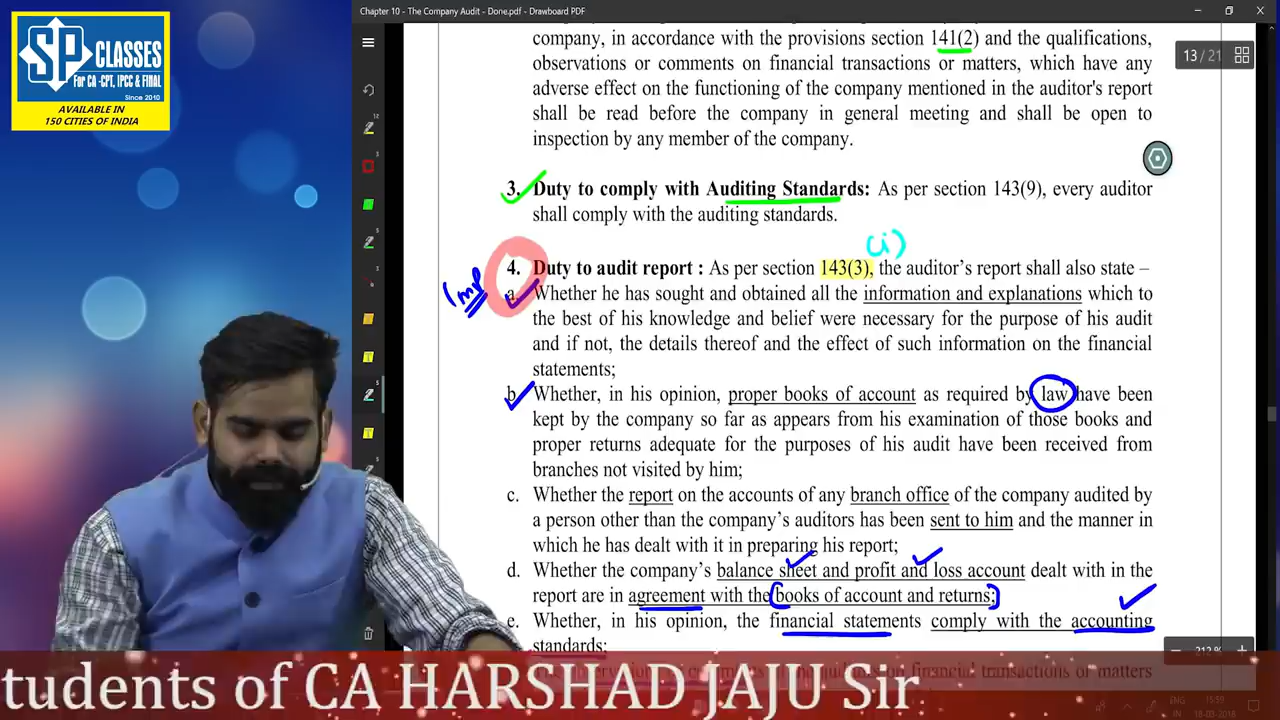 Chapter 10 - The Company Audit - Done.pdf - Drawboard PDF
SP CLASSES
For CA -CPT, IPCC & FINAL
Since 2010
AVAILABLE IN
150 CITIES OF INDIA
13 / 21
company, in accordance with the provisions section 141(2) and the qualifications,
observations or comments on financial transactions or matters, which have any
adverse effect on the functioning of the company mentioned in the auditor's report
shall be read before the company in general meeting and shall be open to
inspection by any member of the company.
3. Duty to comply with Auditing Standards: As per section 143(9), every auditor
shall comply with the auditing standards.
(i)
4. Duty to audit report : As per section 143(3), the auditor's report shall also state –
a. Whether he has sought and obtained all the information and explanations which to
the best of his knowledge and belief were necessary for the purpose of his audit
and if not, the details thereof and the effect of such information on the financial
statements;
b. Whether, in his opinion, proper books of account as required by law have been
kept by the company so far as appears from his examination of those books and
proper returns adequate for the purposes of his audit have been received from
branches not visited by him;
c. Whether the report on the accounts of any branch office of the company audited by
a person other than the company's auditors has been sent to him and the manner in
which he has dealt with it in preparing his report;
d. Whether the company's balance sheet and profit and loss account dealt with in the
report are in agreement with the books of account and returns;
e. Whether, in his opinion, the financial statements comply with the accounting
standards;
on financial transactions or matters
212 %
tudents of CA HARSHAD JAJU Sir
ENG
IN
15:59
18-03-2018